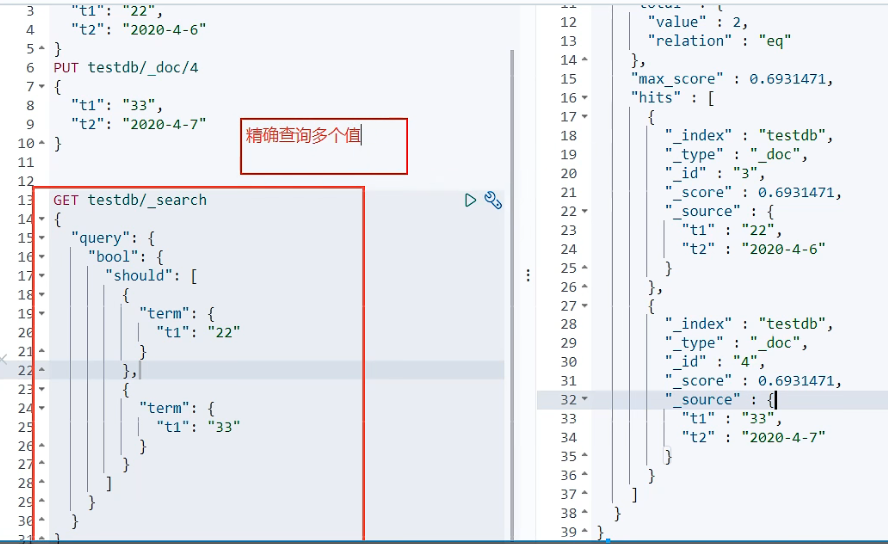 3 "t1": "22",
4 "t2": "2020-4-6"
5 }
6 PUT testdb/_doc/4
7 {
8 "t1": "33",
9 "t2": "2020-4-7"
10 }
11
12
精确查询多个值
13 GET testdb/_search
14 {
15 "query": {
16 "bool": {
17 "should": [
18 {
19 "term": {
20 "t1": "22"
21 }
22 },
23 {
24 "term": {
25 "t1": "33"
26 }
27 }
28 ]
29 }
30 }
31 }
11 "total" : {
12 "value" : 2,
13 "relation" : "eq"
14 },
15 "max_score" : 0.6931471,
16 "hits" : [
17 {
18 "_index" : "testdb",
19 "_type" : "_doc",
20 "_id" : "3",
21 "_score" : 0.6931471,
22 "_source" : {
23 "t1" : "22",
24 "t2" : "2020-4-6"
25 }
26 },
27 {
28 "_index" : "testdb",
29 "_type" : "_doc",
30 "_id" : "4",
31 "_score" : 0.6931471,
32 "_source" : {
33 "t1" : "33",
34 "t2" : "2020-4-7"
35 }
36 }
37 ]
38 }
39 }